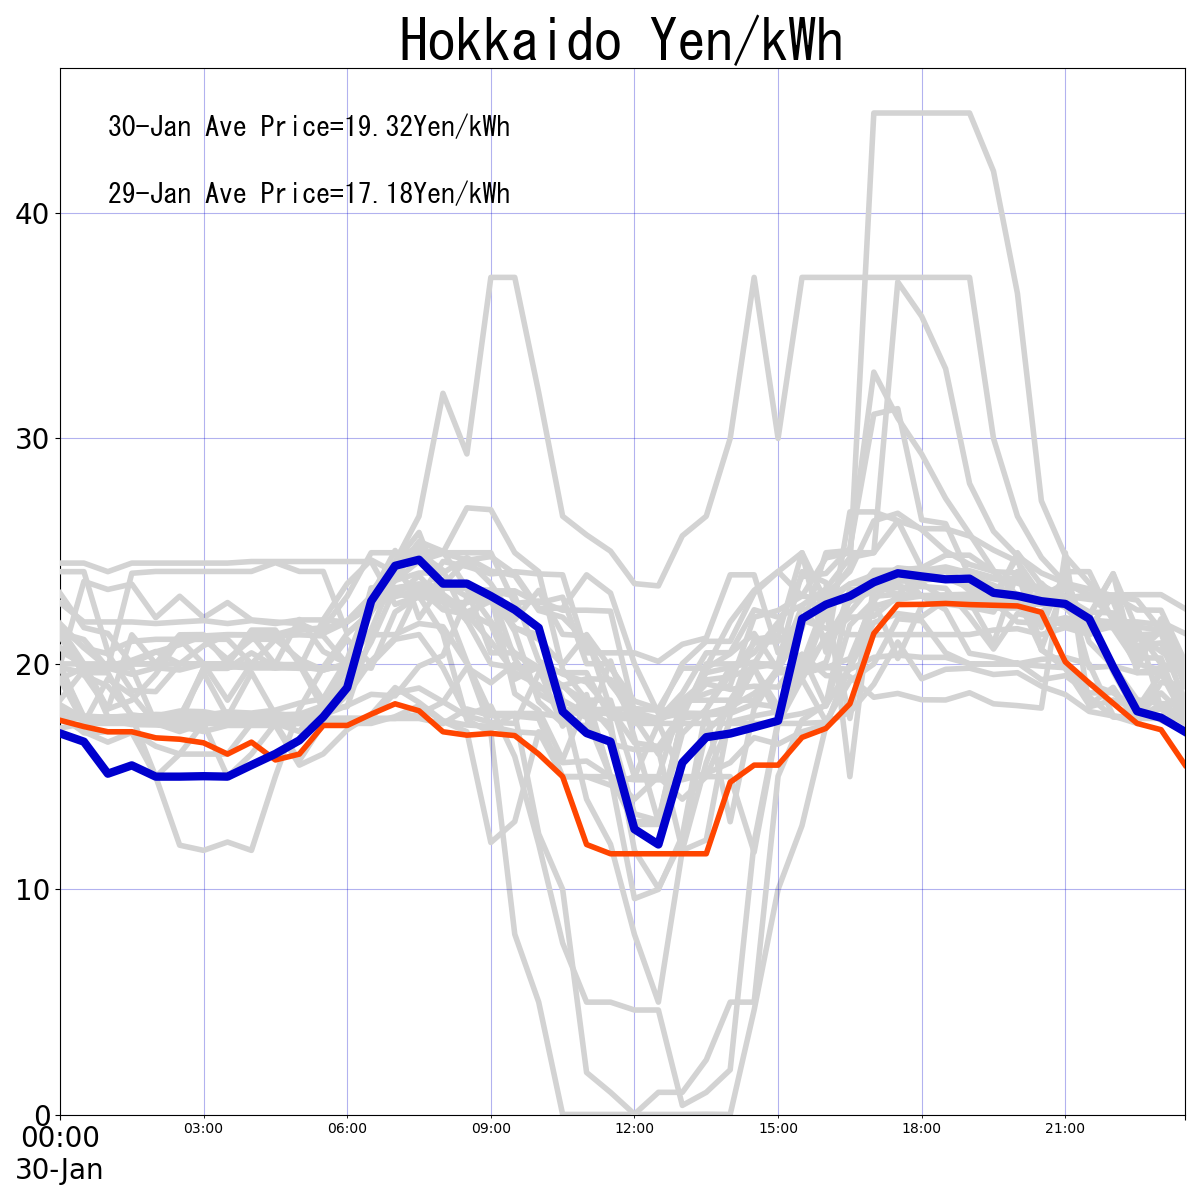 Hokkaido Yen/kWh
30-Jan Ave Price=19.32Yen/kWh
29-Jan Ave Price=17.18Yen/kWh
40
30
20
10
0
00:00 03:00 06:00 09:00 12:00 15:00 18:00 21:00
30-Jan